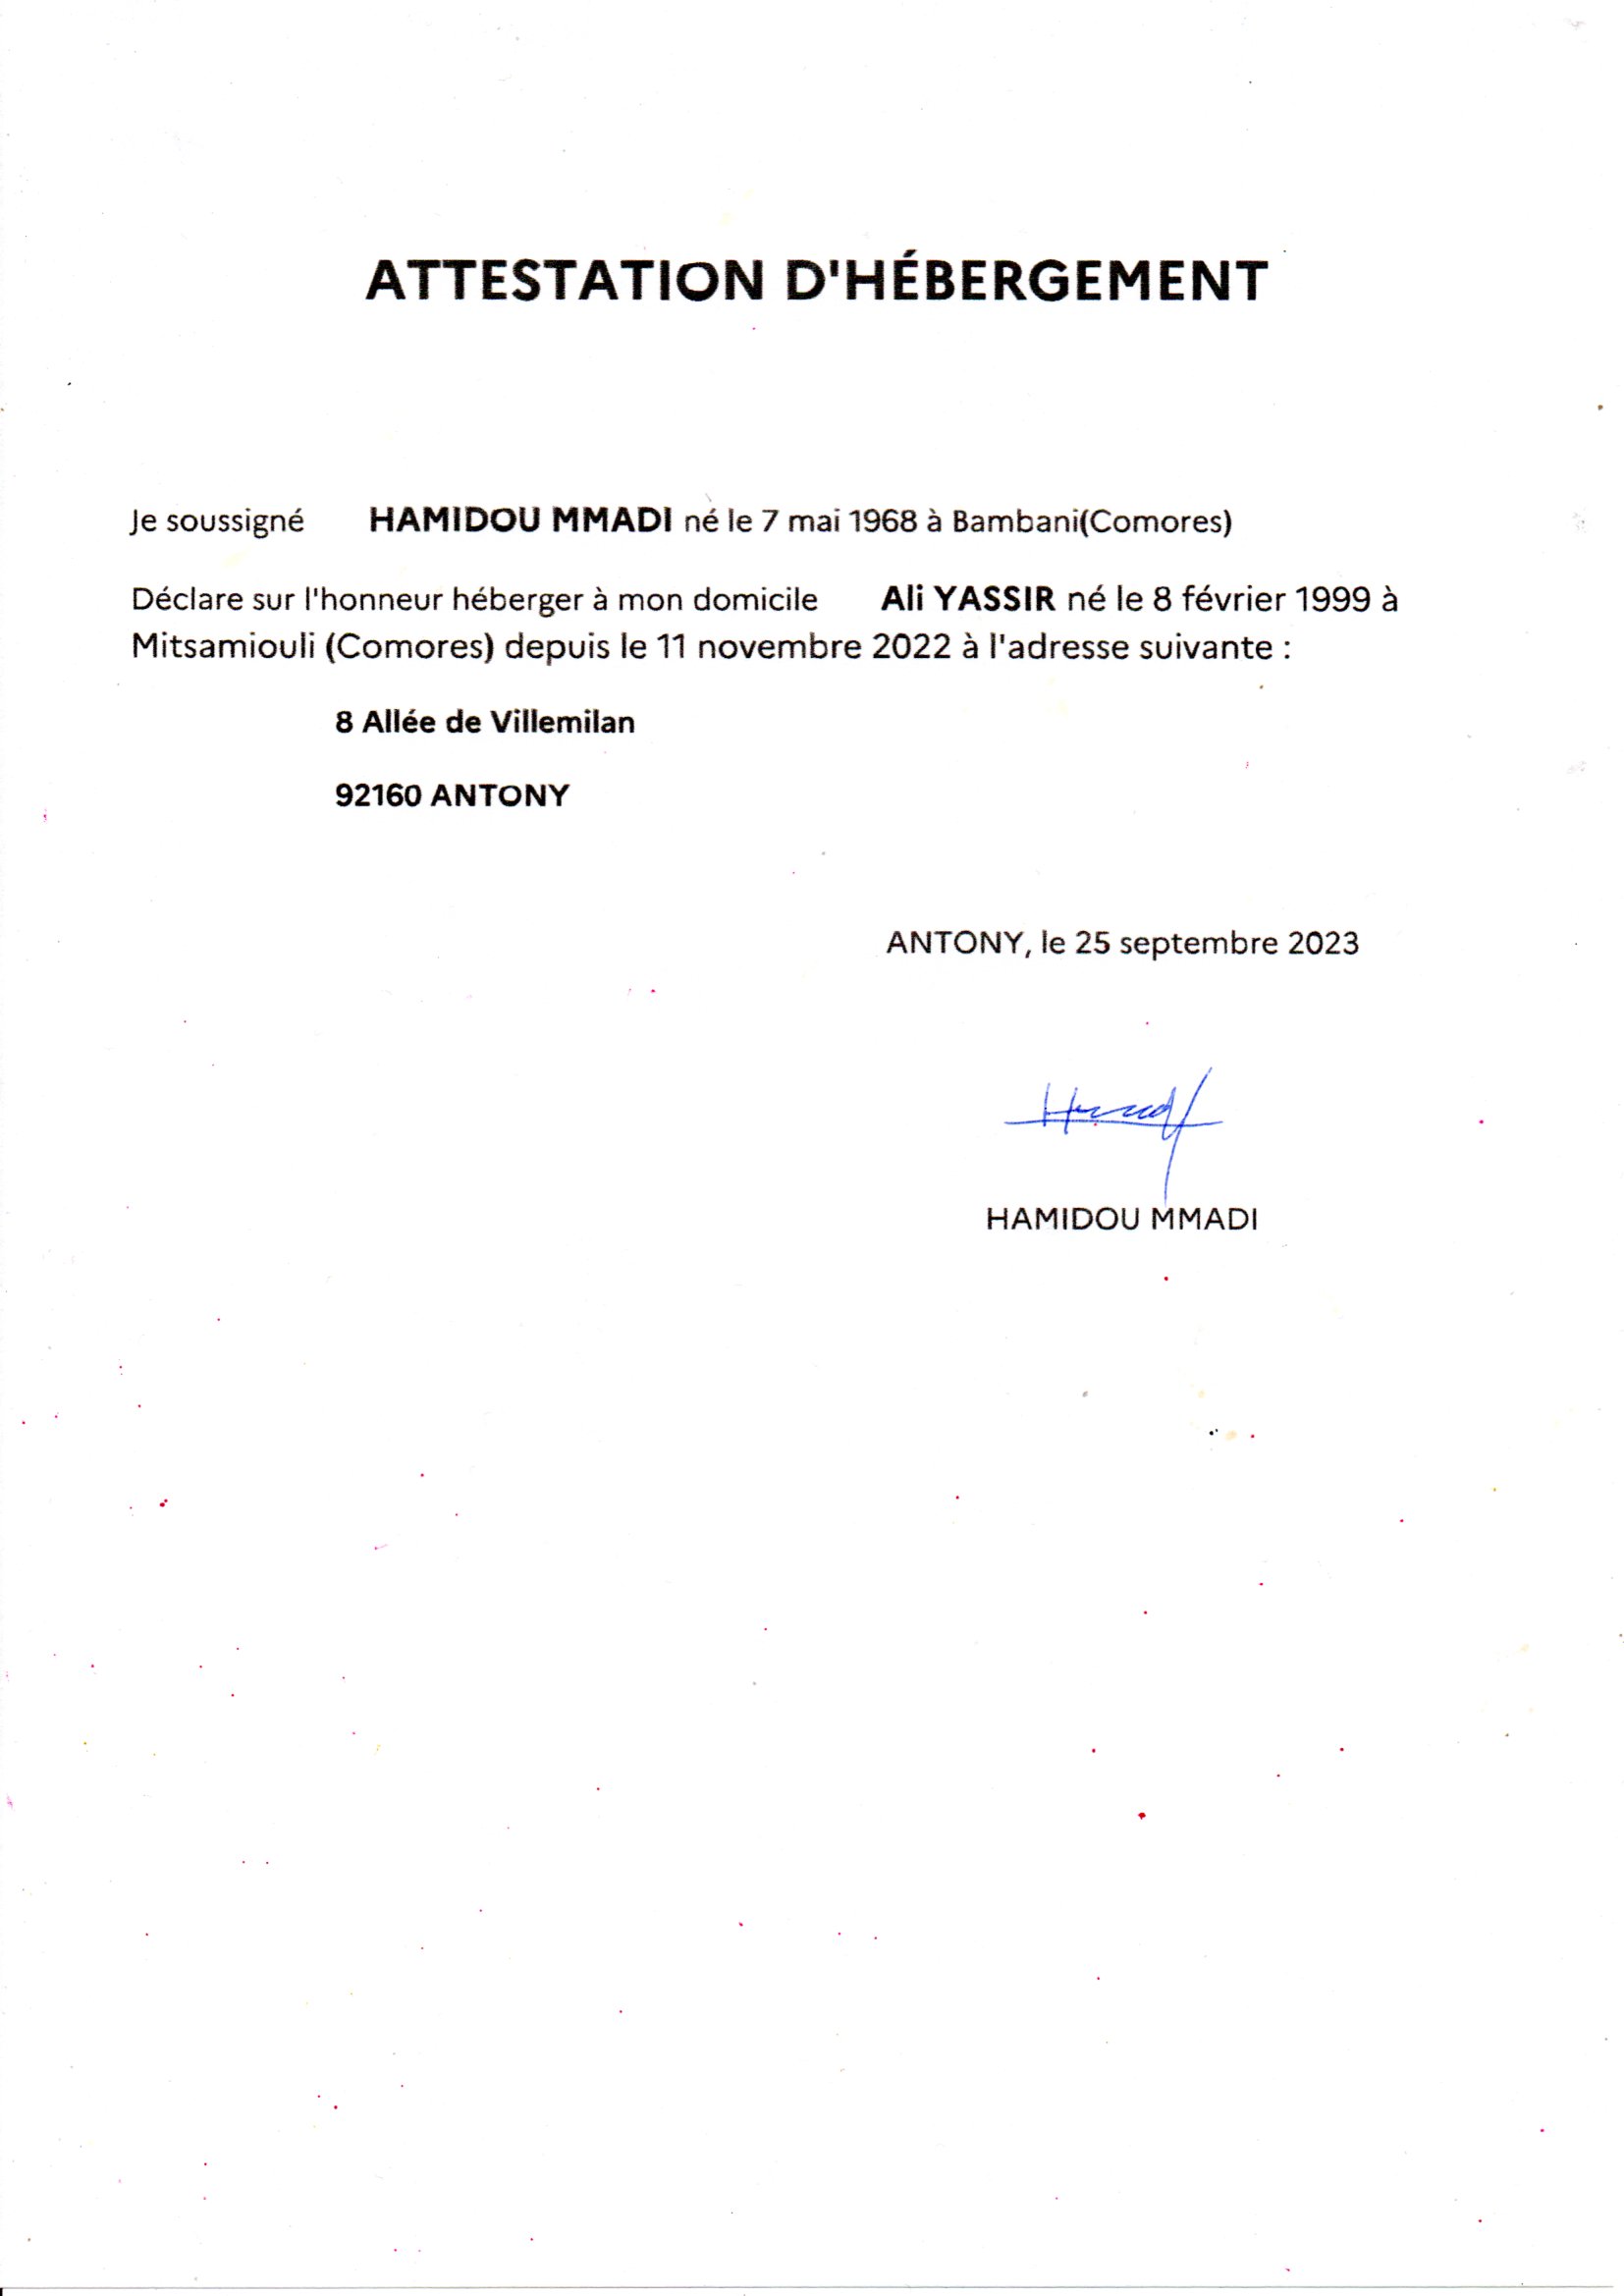 ATTESTATION D'HÉBERGEMENT
Je soussigné HAMIDOU MMADI né le 7 mai 1968 à Bambani(Comores)
Déclare sur l'honneur héberger à mon domicile Ali YASSIR né le 8 février 1999 à
Mitsamiouli (Comores) depuis le 11 novembre 2022 à l'adresse suivante :
8 Allée de Villemilan
92160 ANTONY
ANTONY, le 25 septembre 2023
HAMIDOU MMADI